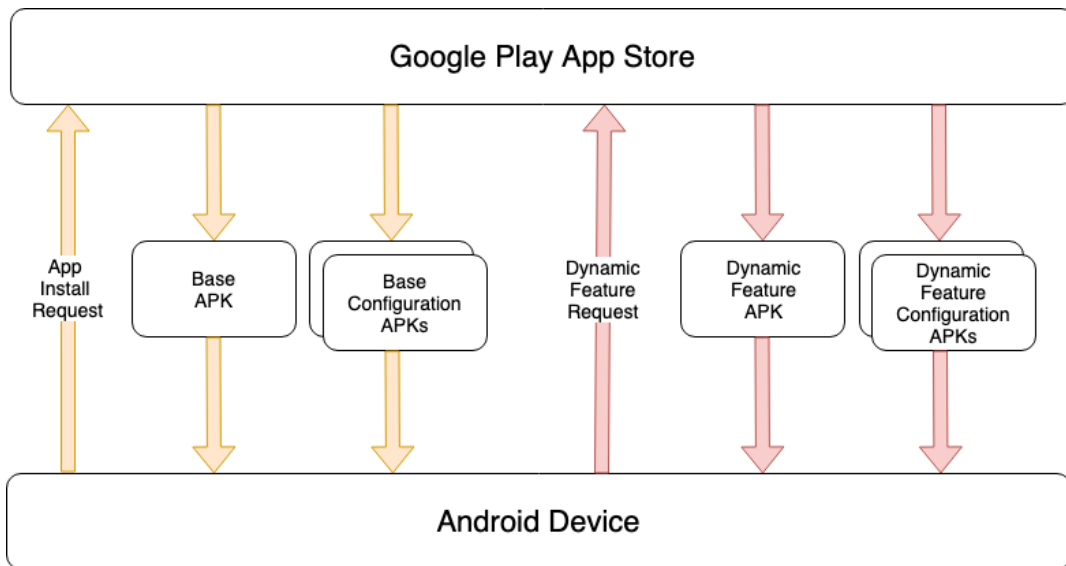 Google Play App Store
App
Install
Request
Base
APK
Base
Configuration
APKs
Dynamic
Feature
Request
Dynamic
Feature
APK
Dynamic
Feature
Configuration
APKs
Android Device